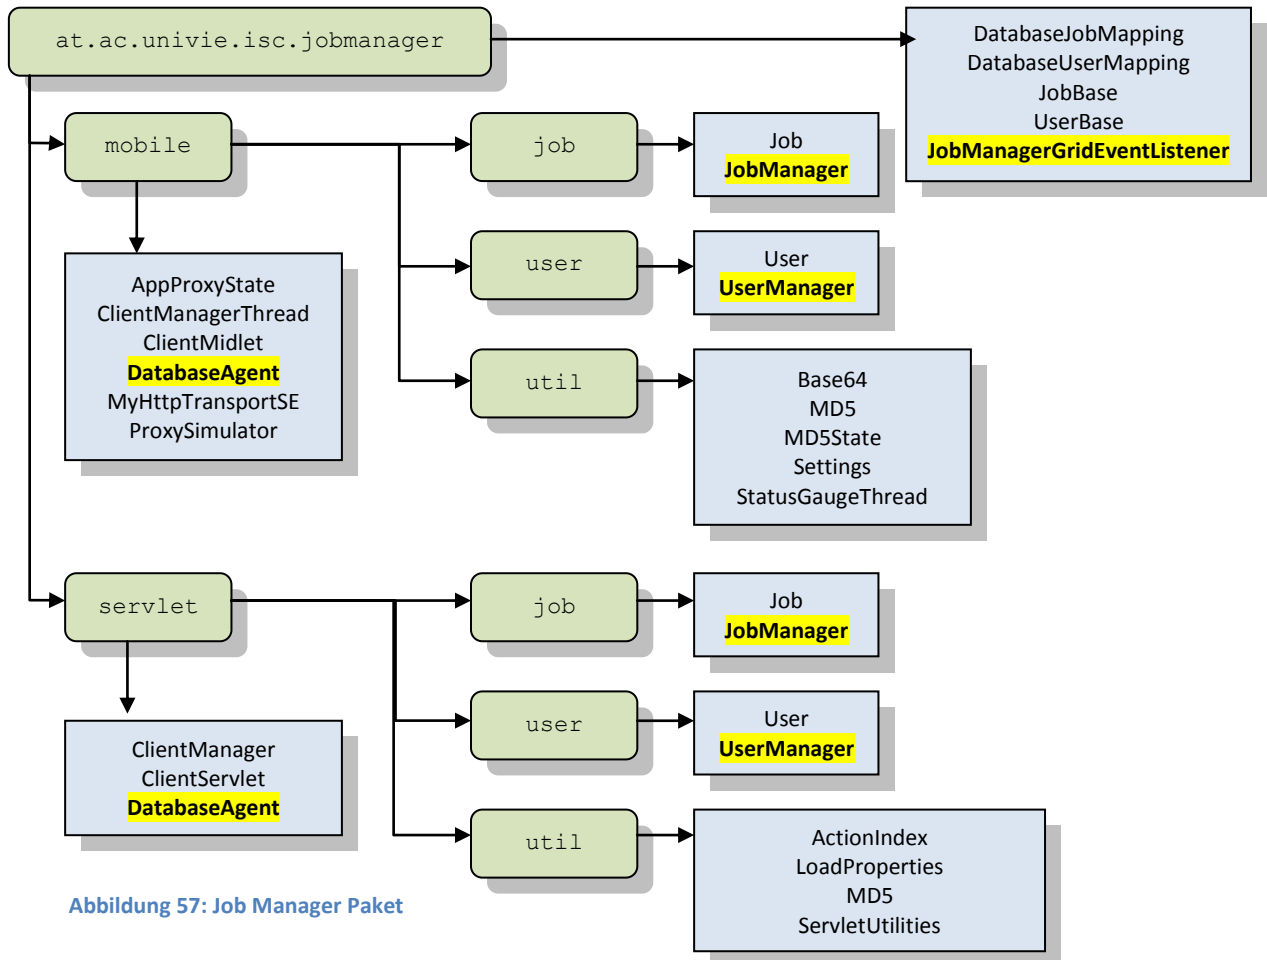 at.ac.univie.isc.jobmanager
DatabaseJobMapping
DatabaseUserMapping
JobBase
UserBase
JobManagerGridEventListener
mobile
job
Job
JobManager
user
User
UserManager
AppProxyState
ClientManagerThread
ClientMidlet
DatabaseAgent
MyHttpTransportSE
ProxySimulator
util
Base64
MD5
MD5State
Settings
StatusGaugeThread
servlet
job
Job
JobManager
user
User
UserManager
ClientManager
ClientServlet
DatabaseAgent
util
ActionIndex
LoadProperties
MD5
ServletUtilities
Abbildung 57: Job Manager Paket